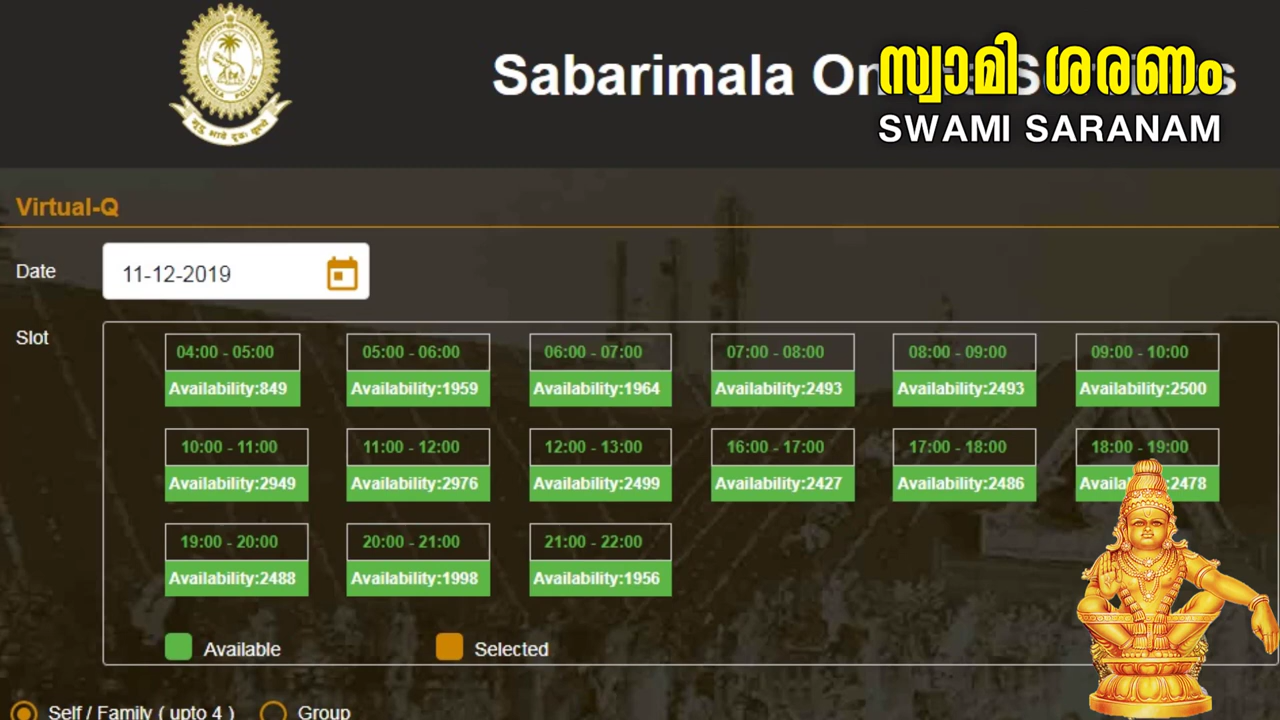 Sabarimala On
സ്വാമി ശരണം
SWAMI SARANAM
KERALA POLICE
Virtual-Q
Date
11-12-2019
Slot
04:00 - 05:00 05:00 - 06:00 06:00 - 07:00 07:00 - 08:00 08:00 - 09:00 09:00 - 10:00
Availability:849 Availability:1959 Availability:1964 Availability:2493 Availability:2493 Availability:2500
10:00 - 11:00 11:00 - 12:00 12:00 - 13:00 16:00 - 17:00 17:00 - 18:00 18:00 - 19:00
Availability:2949 Availability:2976 Availability:2499 Availability:2427 Availability:2486 Availa :2478
19:00 - 20:00 20:00 - 21:00 21:00 - 22:00
Availability:2488 Availability:1998 Availability:1956
Available Selected
Self / Family ( upto 4 ) Group